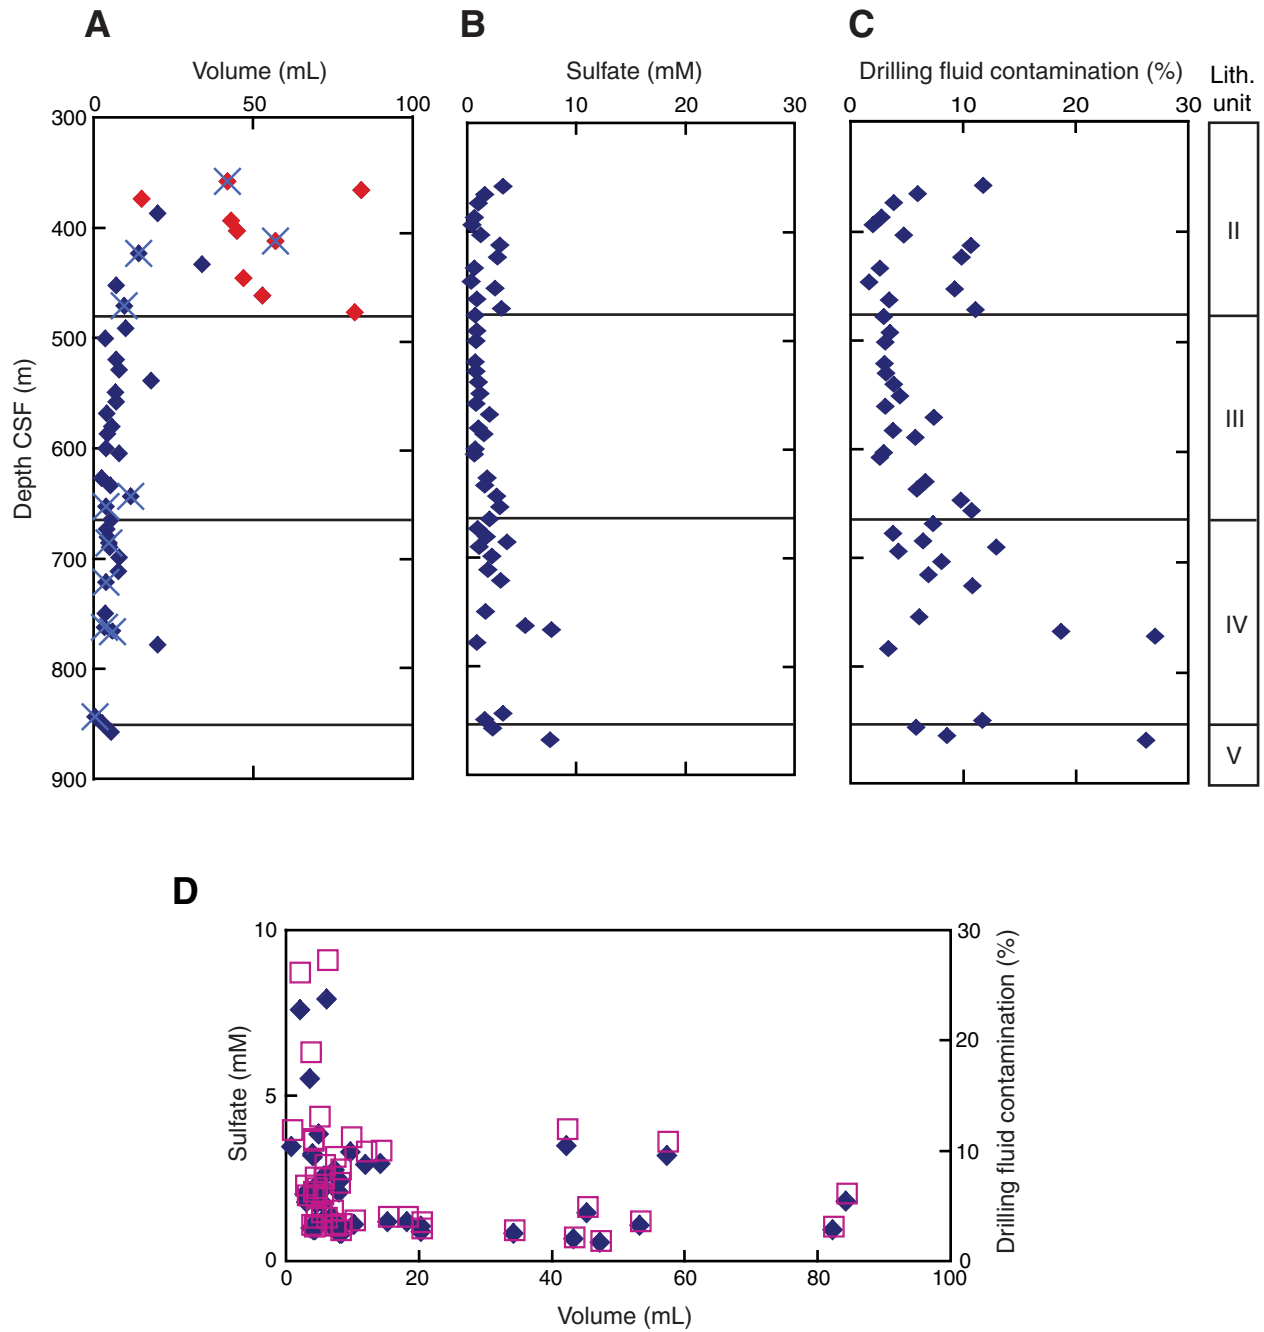 A
B
C
Volume (mL)
Sulfate (mM)
Drilling fluid contamination (%)
Lith.
unit
0 50 100
0 10 20 30
0 10 20 30
300
400
500
600
700
800
900
Depth CSF (m)
II
III
IV
V
D
10
5
0
Sulfate (mM)
30
20
10
0
Drilling fluid contamination (%)
0 20 40 60 80 100
Volume (mL)